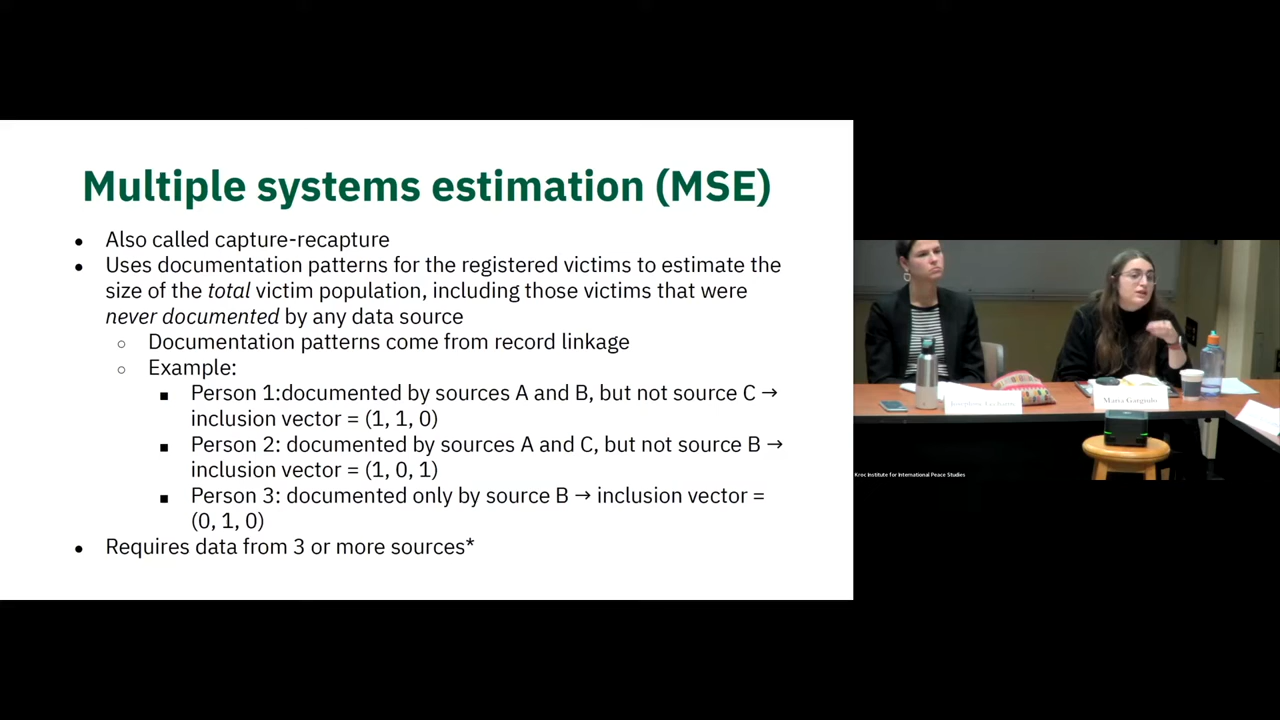 Multiple systems estimation (MSE)
● Also called capture-recapture
● Uses documentation patterns for the registered victims to estimate the
size of the total victim population, including those victims that were
never documented by any data source
○ Documentation patterns come from record linkage
○ Example:
■ Person 1:documented by sources A and B, but not source C →
inclusion vector = (1, 1, 0)
■ Person 2: documented by sources A and C, but not source B →
inclusion vector = (1, 0, 1)
■ Person 3: documented only by source B → inclusion vector =
(0, 1, 0)
● Requires data from 3 or more sources*
Maria Gargiulo
Kroc Institute for International Peace Studies